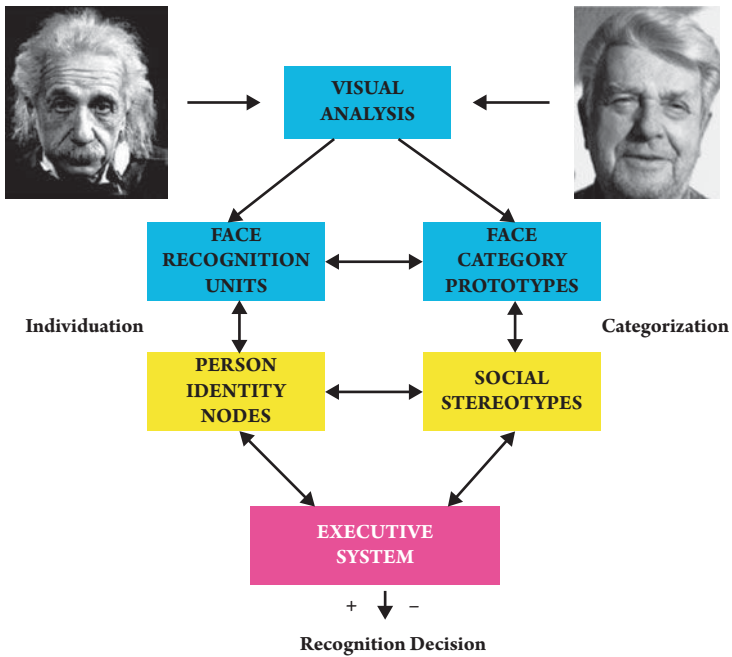 VISUAL
ANALYSIS
FACE
RECOGNITION
UNITS
FACE
CATEGORY
PROTOTYPES
Individuation
Categorization
PERSON
IDENTITY
NODES
SOCIAL
STEREOTYPES
EXECUTIVE
SYSTEM
+ –
Recognition Decision